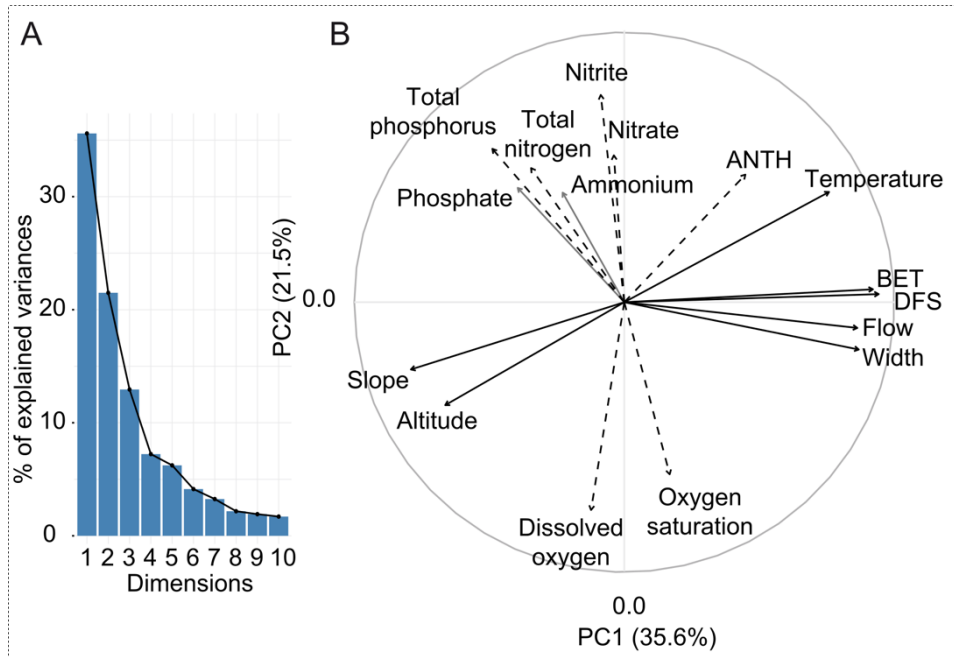 A
% of explained variances
30
20
10
0
1 2 3 4 5 6 7 8 9 10
Dimensions
B
PC2 (21.5%)
0.0
Nitrite
Total
phosphorus
Total
nitrogen
Nitrate
ANTH
Phosphate
Ammonium
Temperature
BET
DFS
Flow
Width
Slope
Altitude
Oxygen
saturation
Dissolved
oxygen
0.0
PC1 (35.6%)